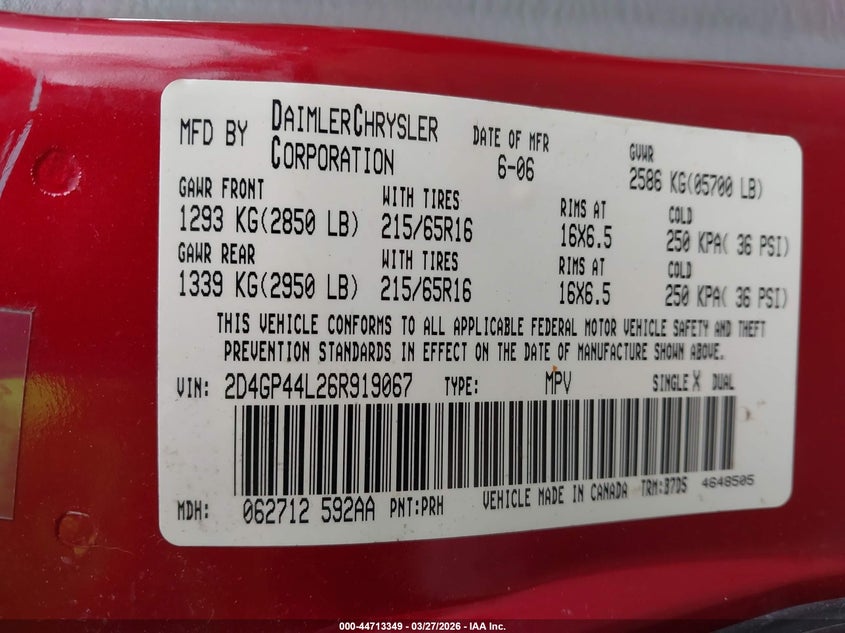 MFD BY DAIMLERCHRYSLER CORPORATION DATE OF MFR 6-06 GVWR 2586 KG(05700 LB)
GAWR FRONT WITH TIRES RIMS AT COLD
1293 KG(2850 LB) 215/65R16 16X6.5 250 KPA( 36 PSI)
GAWR REAR WITH TIRES RIMS AT COLD
1339 KG(2950 LB) 215/65R16 16X6.5 250 KPA( 36 PSI)
THIS VEHICLE CONFORMS TO ALL APPLICABLE FEDERAL MOTOR VEHICLE SAFETY AND THEFT
PREVENTION STANDARDS IN EFFECT ON THE DATE OF MANUFACTURE SHOWN ABOVE.
VIN: 2D4GP44L26R919067 TYPE: MPV SINGLE X DUAL
MDH: 062712 592AA PNT:PRH VEHICLE MADE IN CANADA TRM:B7D5 4648505
000-44713349 - 03/27/2026 - IAA Inc.